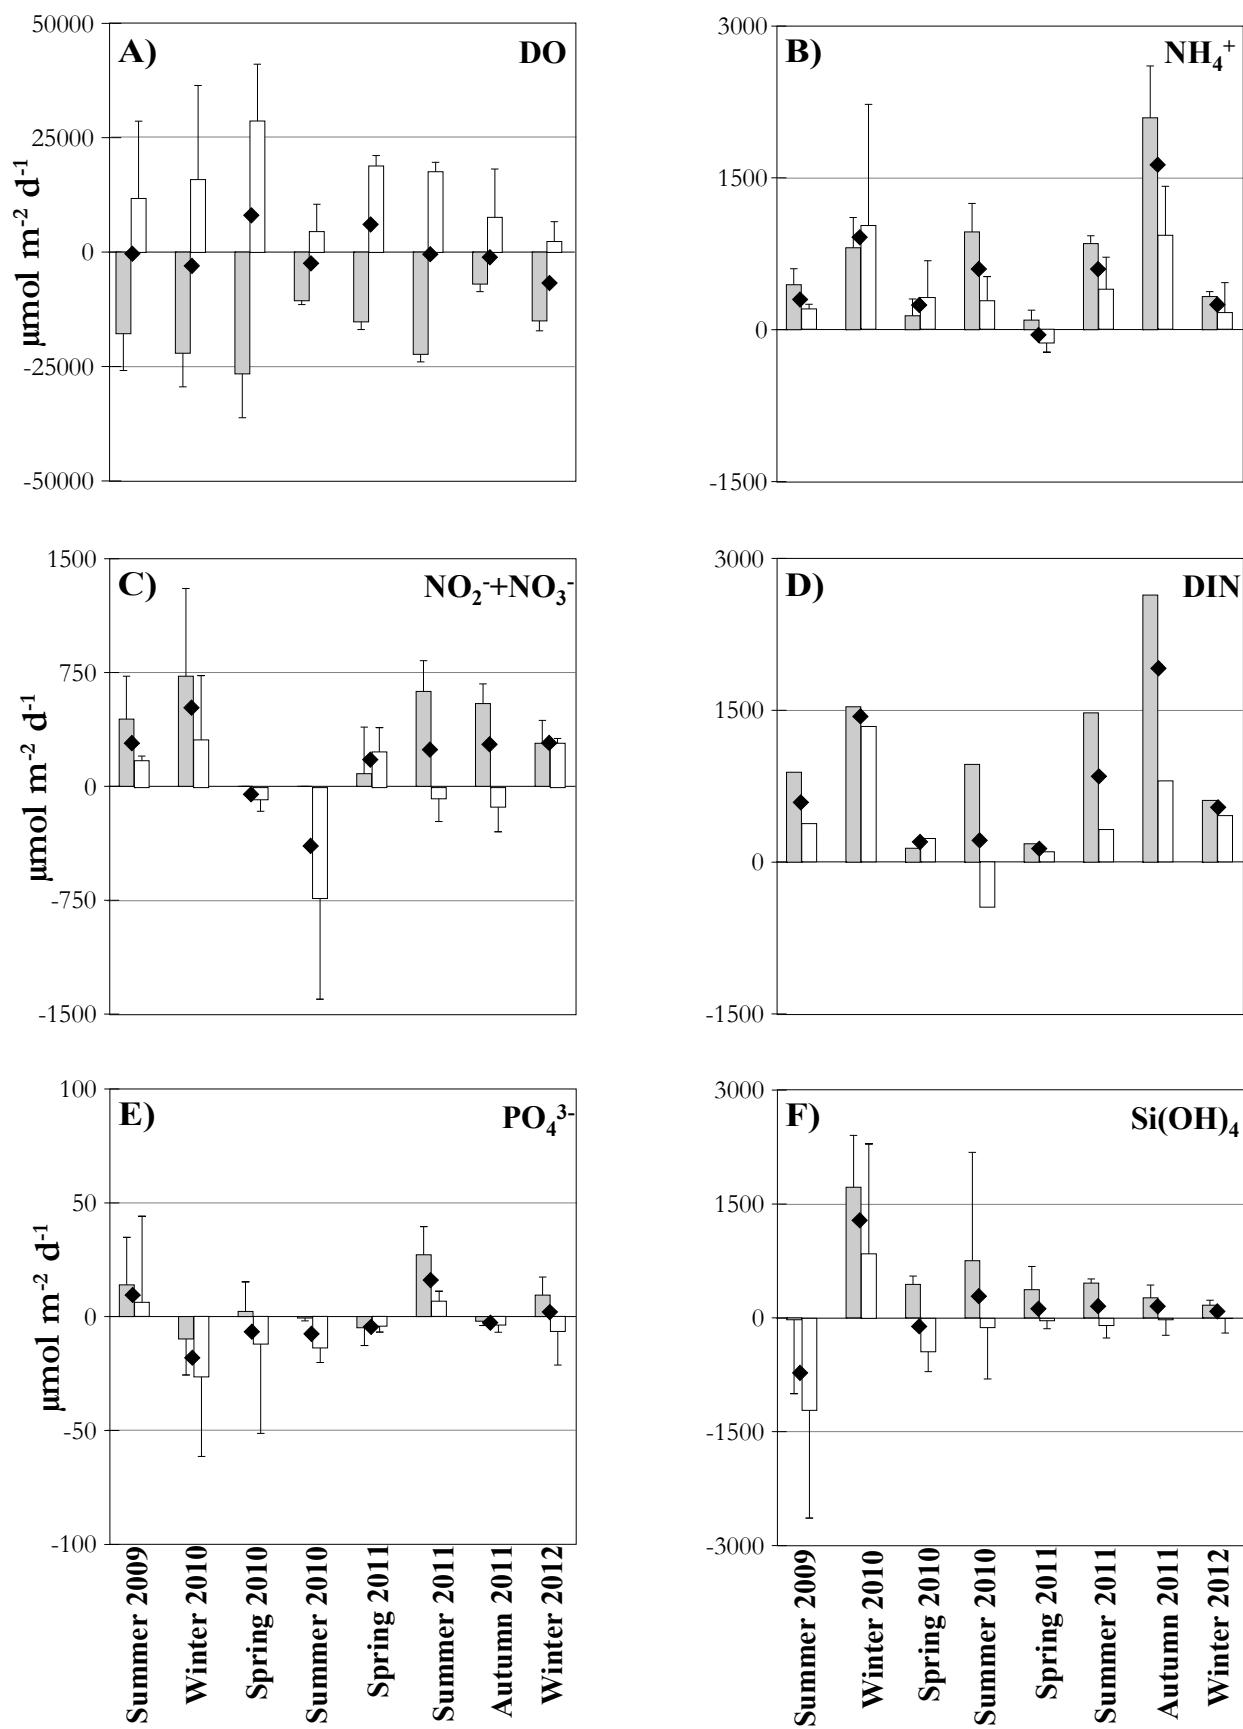 A) DO
50000
25000
0
-25000
-50000
μmol m⁻² d⁻¹
B) NH₄⁺
3000
1500
0
-1500
C) NO₂⁻+NO₃⁻
1500
750
0
-750
-1500
μmol m⁻² d⁻¹
D) DIN
3000
1500
0
-1500
E) PO₄³⁻
100
50
0
-50
-100
μmol m⁻² d⁻¹
Summer 2009
Winter 2010
Spring 2010
Summer 2010
Spring 2011
Summer 2011
Autumn 2011
Winter 2012
F) Si(OH)₄
3000
1500
0
-1500
-3000
Summer 2009
Winter 2010
Spring 2010
Summer 2010
Spring 2011
Summer 2011
Autumn 2011
Winter 2012